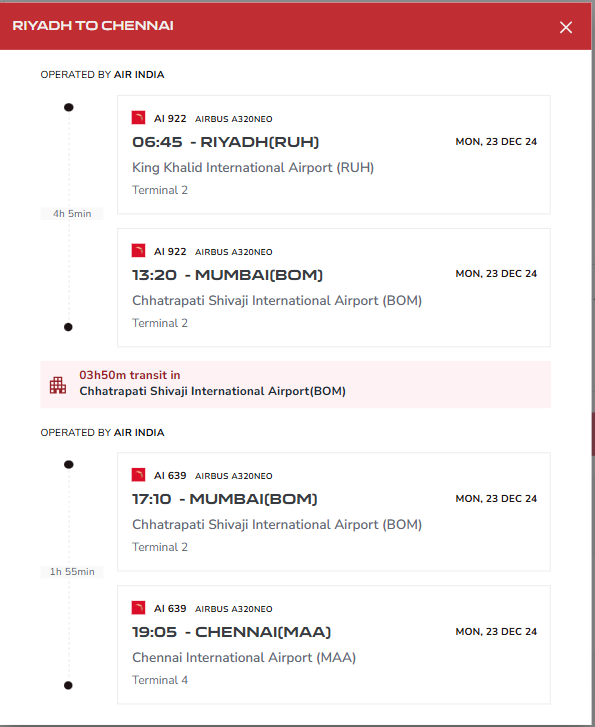 RIYADH TO CHENNAI
OPERATED BY AIR INDIA
AI 922 AIRBUS A320NEO
06:45 - RIYADH(RUH) MON, 23 DEC 24
King Khalid International Airport (RUH)
Terminal 2
4h 5min
AI 922 AIRBUS A320NEO
13:20 - MUMBAI(BOM) MON, 23 DEC 24
Chhatrapati Shivaji International Airport (BOM)
Terminal 2
03h50m transit in
Chhatrapati Shivaji International Airport(BOM)
OPERATED BY AIR INDIA
AI 639 AIRBUS A320NEO
17:10 - MUMBAI(BOM) MON, 23 DEC 24
Chhatrapati Shivaji International Airport (BOM)
Terminal 2
1h 55min
AI 639 AIRBUS A320NEO
19:05 - CHENNAI(MAA) MON, 23 DEC 24
Chennai International Airport (MAA)
Terminal 4